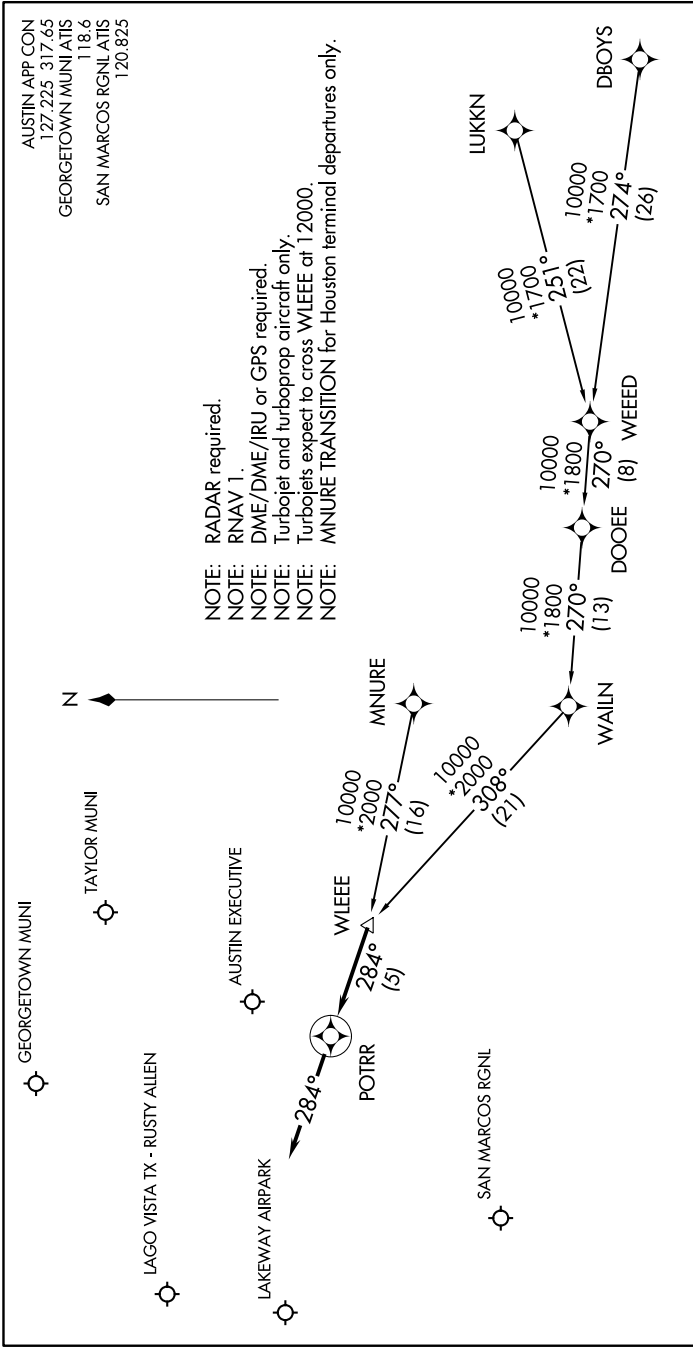 AUSTIN APP CON
127.225 317.65
GEORGETOWN MUNI ATIS
118.6
SAN MARCOS RGNL ATIS
120.825
NOTE: RADAR required.
NOTE: RNAV 1.
NOTE: DME/DME/IRU or GPS required.
NOTE: Turbojet and turboprop aircraft only.
NOTE: Turbojets expect to cross WLEEE at 12000.
NOTE: MNURE TRANSITION for Houston terminal departures only.
N
GEORGETOWN MUNI
TAYLOR MUNI
LAGO VISTA TX - RUSTY ALLEN
AUSTIN EXECUTIVE
LAKEWAY AIRPARK
284°
POTRR
284°
(5)
WLEEE
10000
*2000
277°
(16)
MNURE
10000
*2000
308°
(21)
SAN MARCOS RGNL
WAILN
10000
*1800
270°
(13)
DOOEE
10000
*1800
270°
(8)
WEEED
10000
*1700
251°
(22)
LUKKN
10000
*1700
274°
(26)
DBOYS